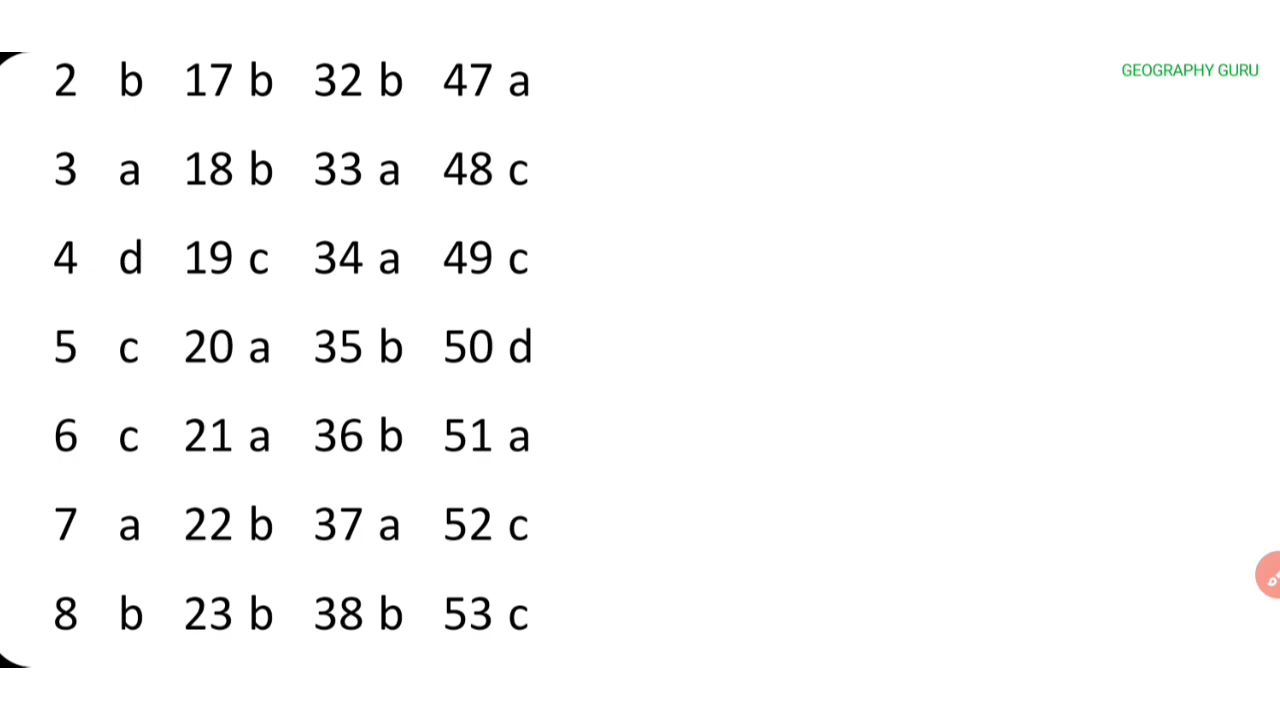 GEOGRAPHY GURU
2 b 17 b 32 b 47 a
3 a 18 b 33 a 48 c
4 d 19 c 34 a 49 c
5 c 20 a 35 b 50 d
6 c 21 a 36 b 51 a
7 a 22 b 37 a 52 c
8 b 23 b 38 b 53 c